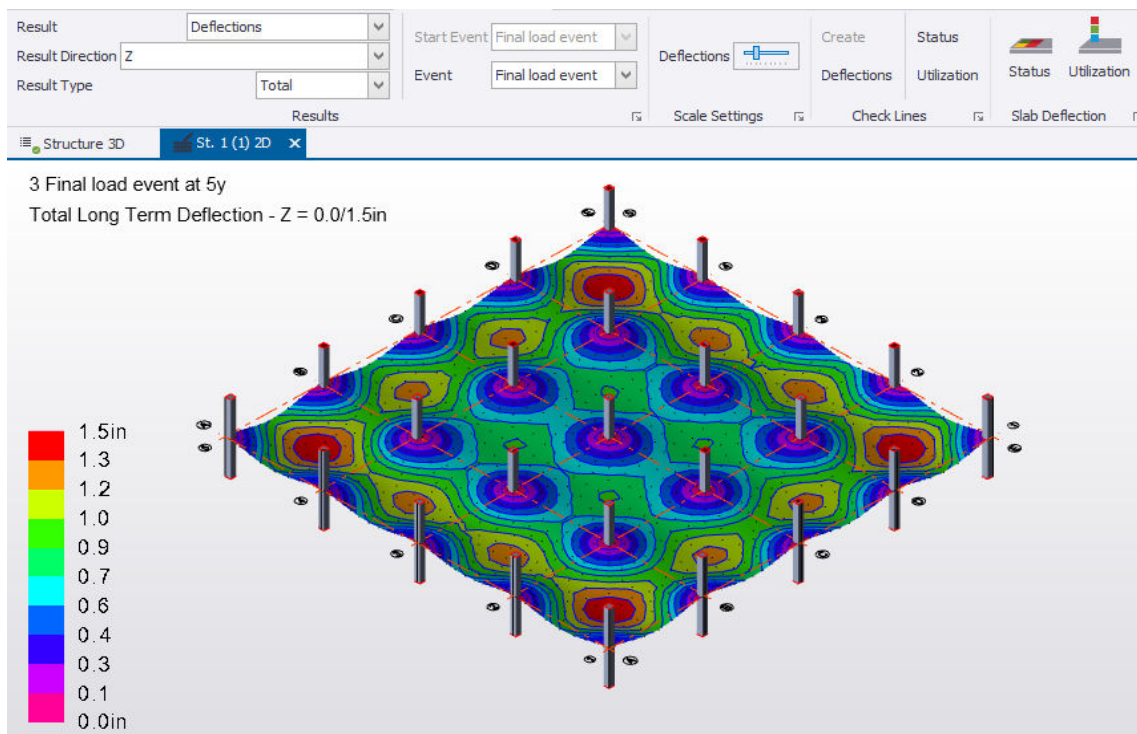 Result Deflections
Result Direction Z
Result Type Total
Results
Start Event Final load event
Event Final load event
Deflections
Scale Settings
Create Status
Deflections Utilization
Check Lines
Status Utilization
Slab Deflection
Structure 3D St. 1 (1) 2D
3 Final load event at 5y
Total Long Term Deflection - Z = 0.0/1.5in
1.5in
1.3
1.2
1.0
0.9
0.7
0.6
0.4
0.3
0.1
0.0in